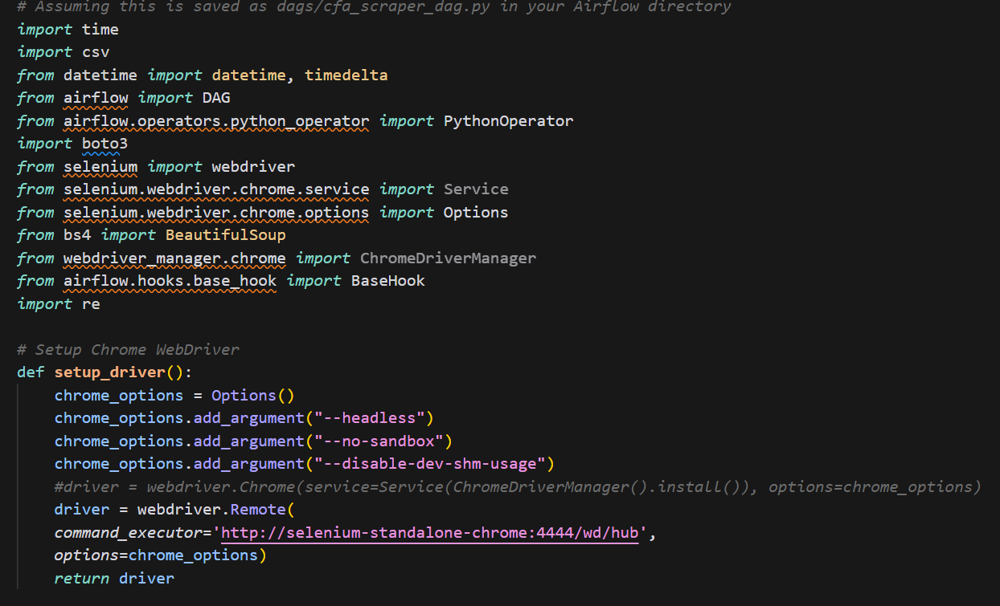 # Assuming this is saved as dags/cfa_scraper_dag.py in your Airflow directory
import time
import csv
from datetime import datetime, timedelta
from airflow import DAG
from airflow.operators.python_operator import PythonOperator
import boto3
from selenium import webdriver
from selenium.webdriver.chrome.service import Service
from selenium.webdriver.chrome.options import Options
from bs4 import BeautifulSoup
from webdriver_manager.chrome import ChromeDriverManager
from airflow.hooks.base_hook import BaseHook
import re

# Setup Chrome WebDriver
def setup_driver():
    chrome_options = Options()
    chrome_options.add_argument("--headless")
    chrome_options.add_argument("--no-sandbox")
    chrome_options.add_argument("--disable-dev-shm-usage")
    #driver = webdriver.Chrome(service=Service(ChromeDriverManager().install()), options=chrome_options)
    driver = webdriver.Remote(
    command_executor='http://selenium-standalone-chrome:4444/wd/hub',
    options=chrome_options)
    return driver